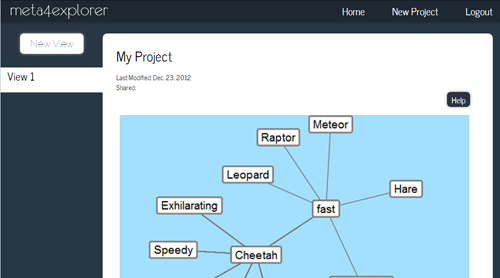 meta4explorer
Home New Project Logout
New View
View 1
My Project
Last Modified: Dec. 23, 2012
Shared:
Help
Meteor
Raptor
Leopard
Hare
Exhilarating
fast
Speedy
Cheetah